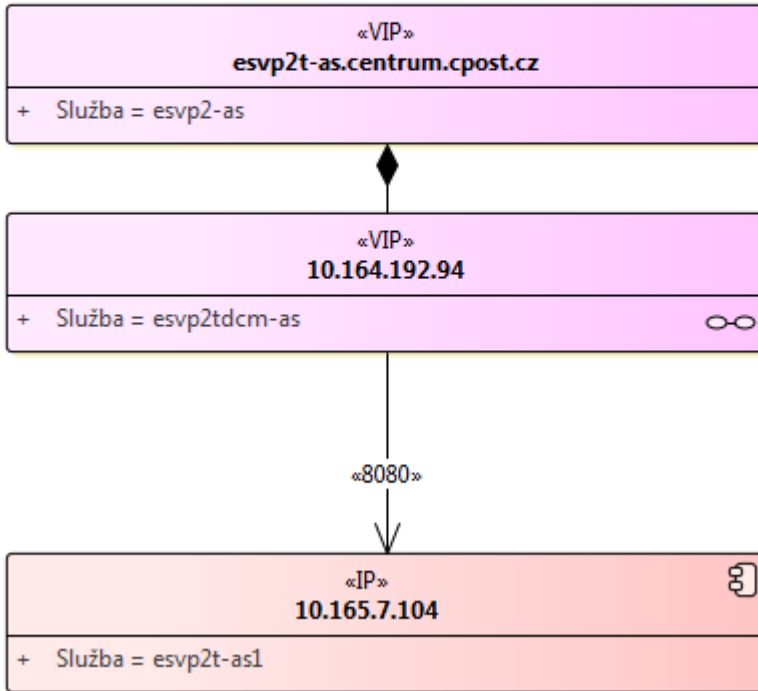 «VIP»
esvp2t-as.centrum.cpost.cz
+ Služba = esvp2-as
«VIP»
10.164.192.94
+ Služba = esvp2tdcm-as
«8080»
«IP»
10.165.7.104
+ Služba = esvp2t-as1